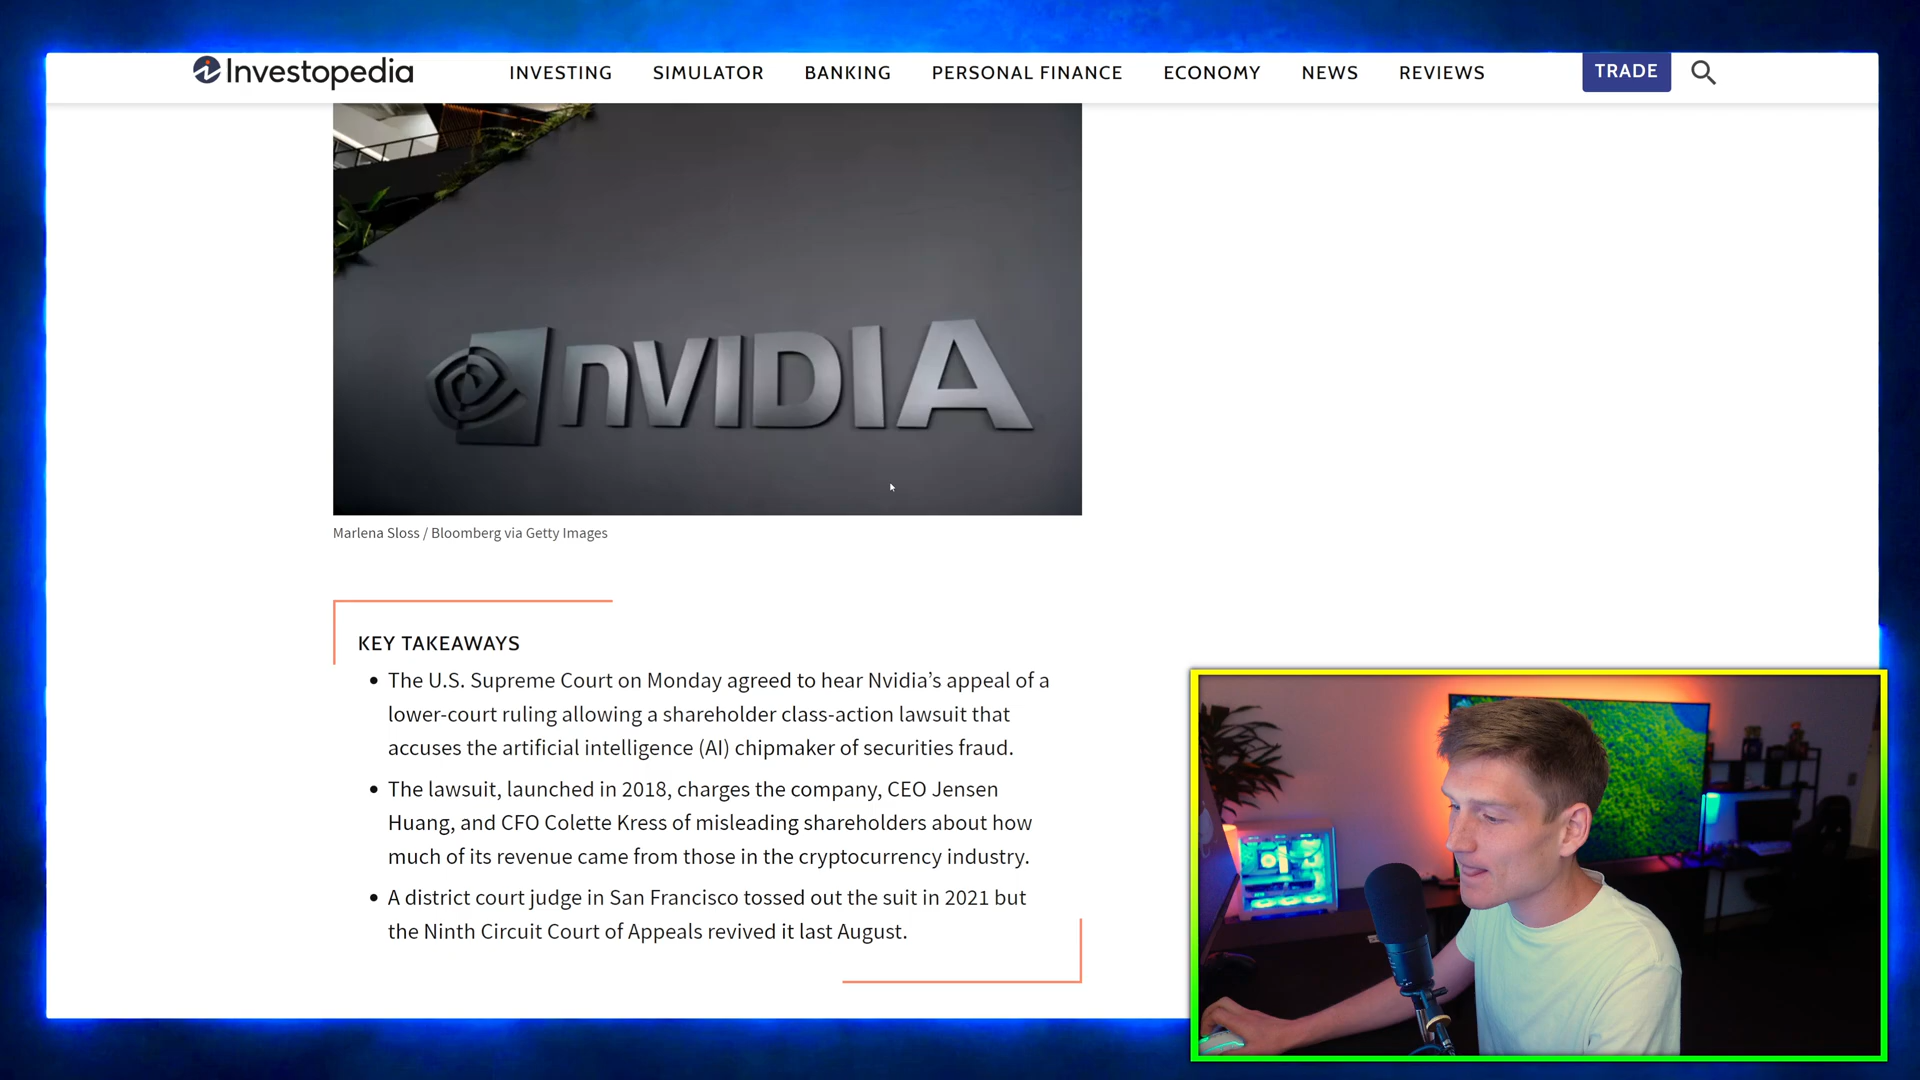 Investopedia
INVESTING
SIMULATOR
BANKING
PERSONAL FINANCE
ECONOMY
NEWS
REVIEWS
TRADE
NVIDIA
Marlena Sloss / Bloomberg via Getty Images
KEY TAKEAWAYS
• The U.S. Supreme Court on Monday agreed to hear Nvidia’s appeal of a
lower-court ruling allowing a shareholder class-action lawsuit that
accuses the artificial intelligence (AI) chipmaker of securities fraud.
• The lawsuit, launched in 2018, charges the company, CEO Jensen
Huang, and CFO Colette Kress of misleading shareholders about how
much of its revenue came from those in the cryptocurrency industry.
• A district court judge in San Francisco tossed out the suit in 2021 but
the Ninth Circuit Court of Appeals revived it last August.